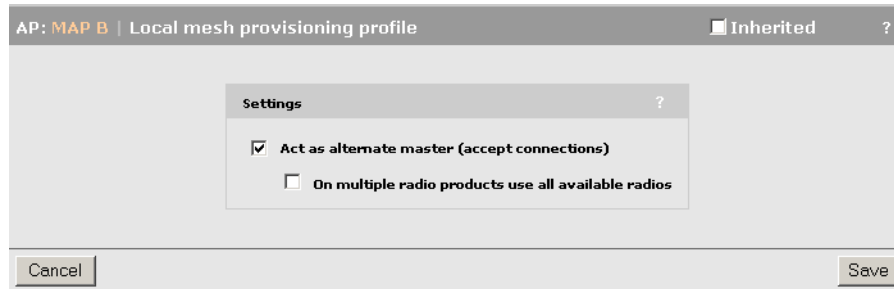 AP: MAP B | Local mesh provisioning profile Inherited ?
Settings ?
Act as alternate master (accept connections)
On multiple radio products use all available radios
Cancel Save